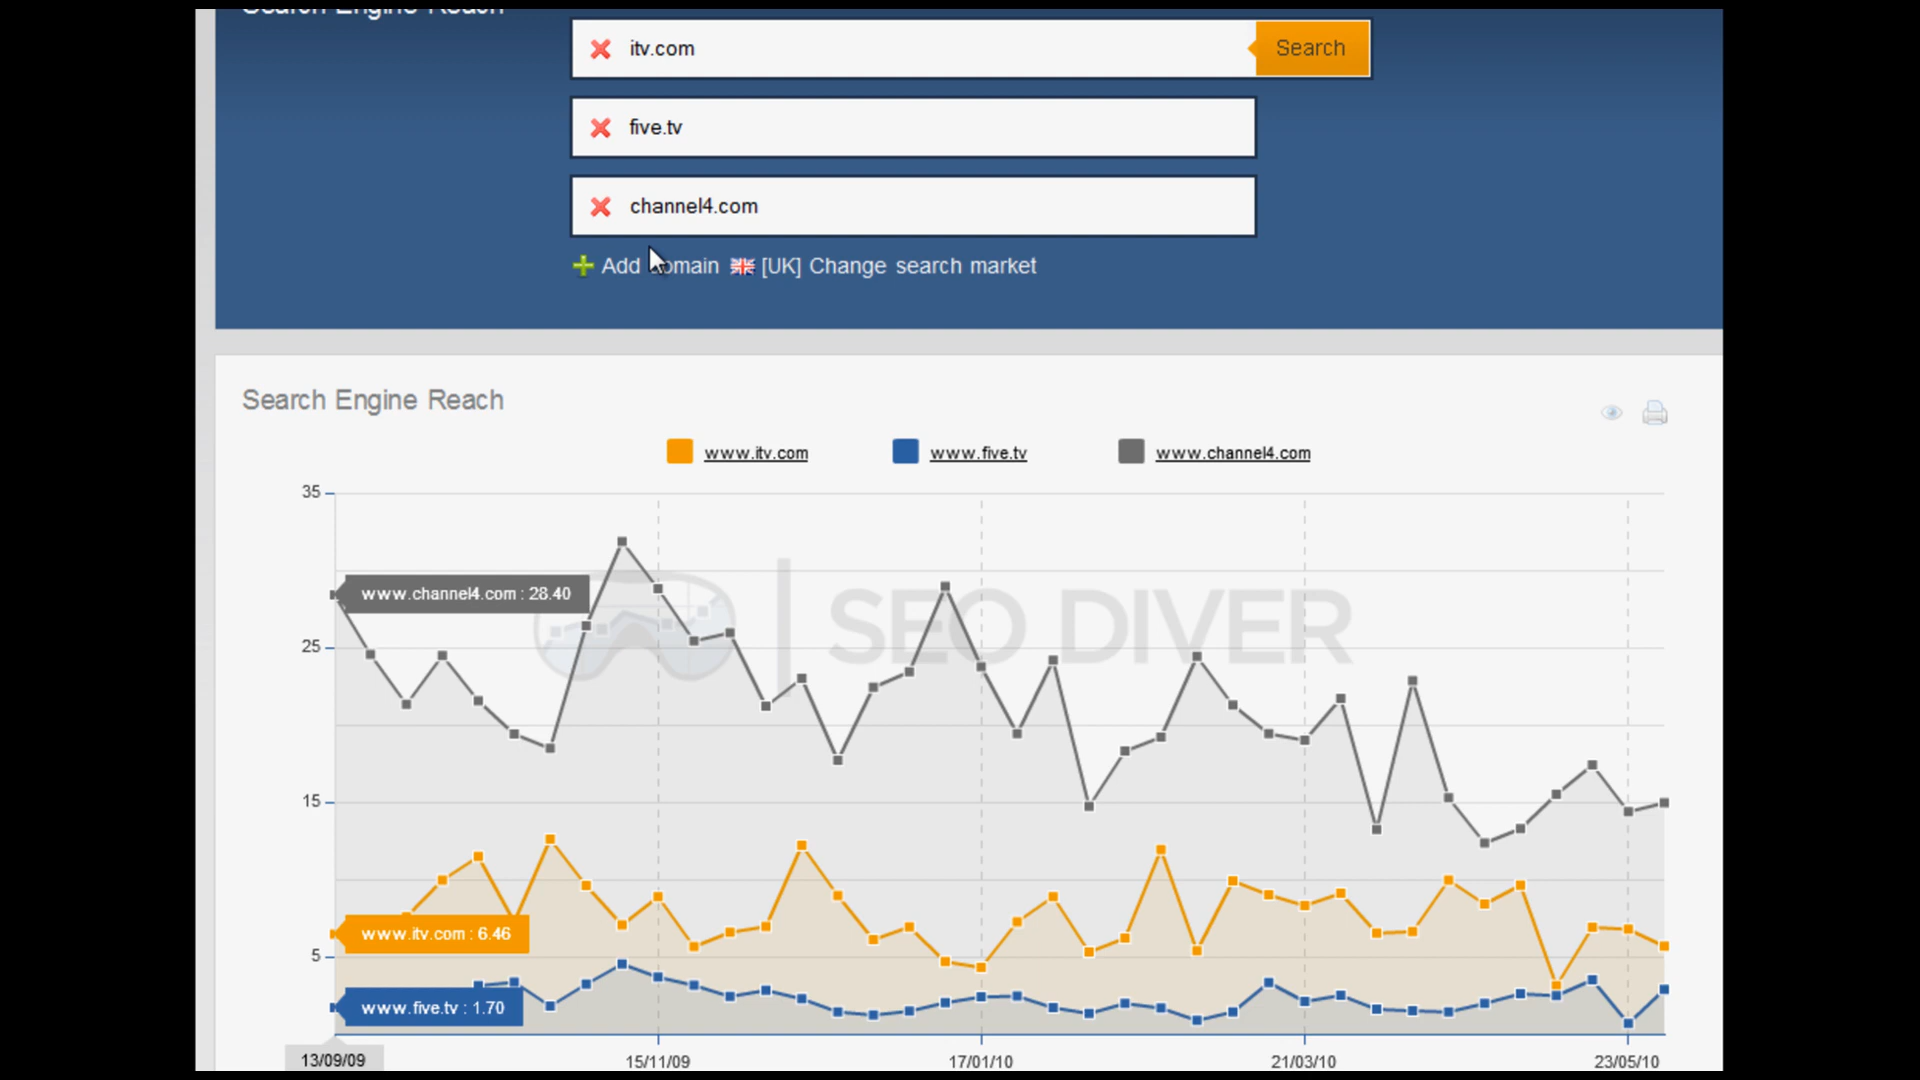 Search Engine Reach
itv.com
Search
five.tv
channel4.com
Add domain [UK] Change search market
Search Engine Reach
www.itv.com www.five.tv www.channel4.com
35
www.channel4.com : 28.40
SEO DIVER
25
15
www.itv.com : 6.46
5
www.five.tv : 1.70
13/09/09 15/11/09 17/01/10 21/03/10 23/05/10